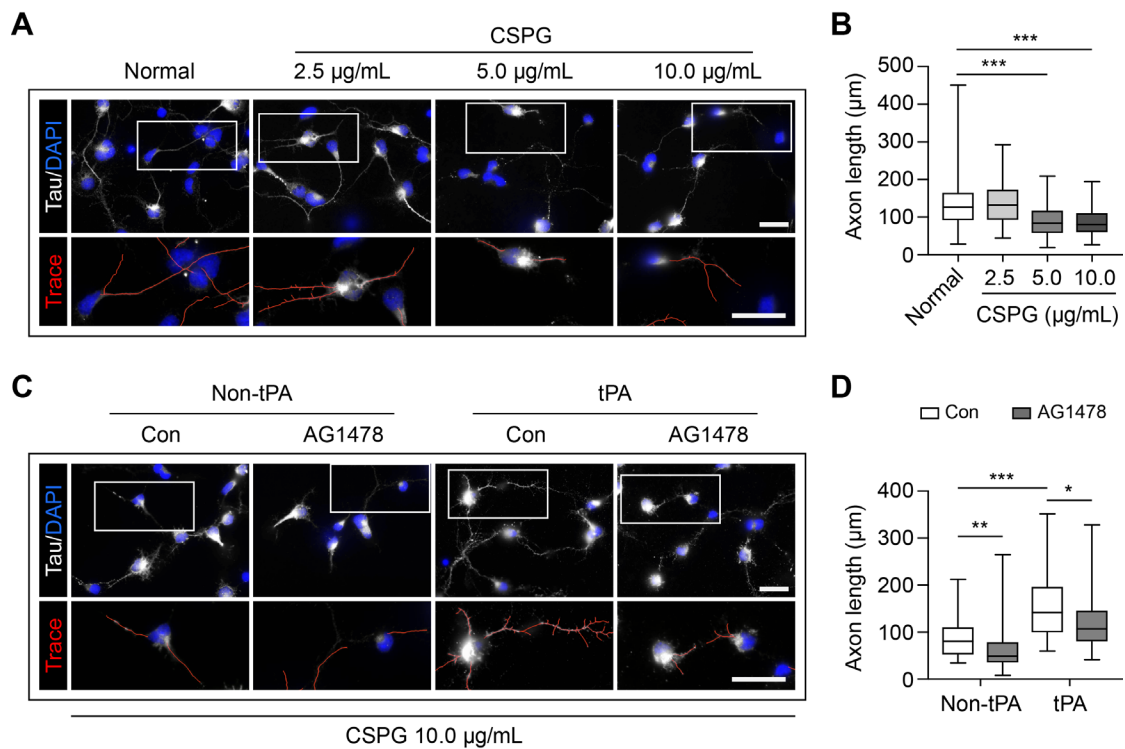 A
CSPG
Normal
2.5 µg/mL
5.0 µg/mL
10.0 µg/mL
Tau/DAPI
Trace
B
***
***
Axon length (µm)
500
400
300
200
100
0
Normal
2.5
5.0
10.0
CSPG (µg/mL)
C
Non-tPA
tPA
Con
AG1478
Con
AG1478
Tau/DAPI
Trace
CSPG 10.0 µg/mL
D
Con
AG1478
***
*
**
Axon length (µm)
400
300
200
100
0
Non-tPA
tPA